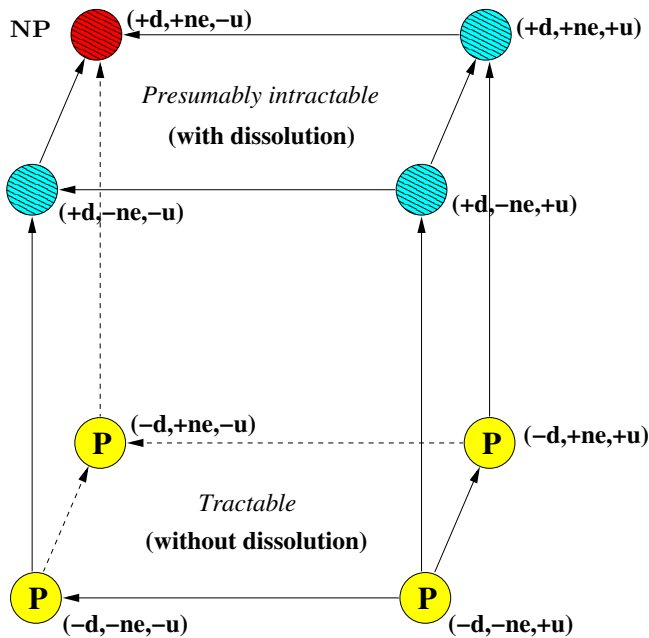 NP
(+d,+ne,−u)
(+d,+ne,+u)
Presumably intractable
(with dissolution)
(+d,−ne,−u)
(+d,−ne,+u)
P
(−d,+ne,−u)
P
(−d,+ne,+u)
Tractable
(without dissolution)
P
(−d,−ne,−u)
P
(−d,−ne,+u)